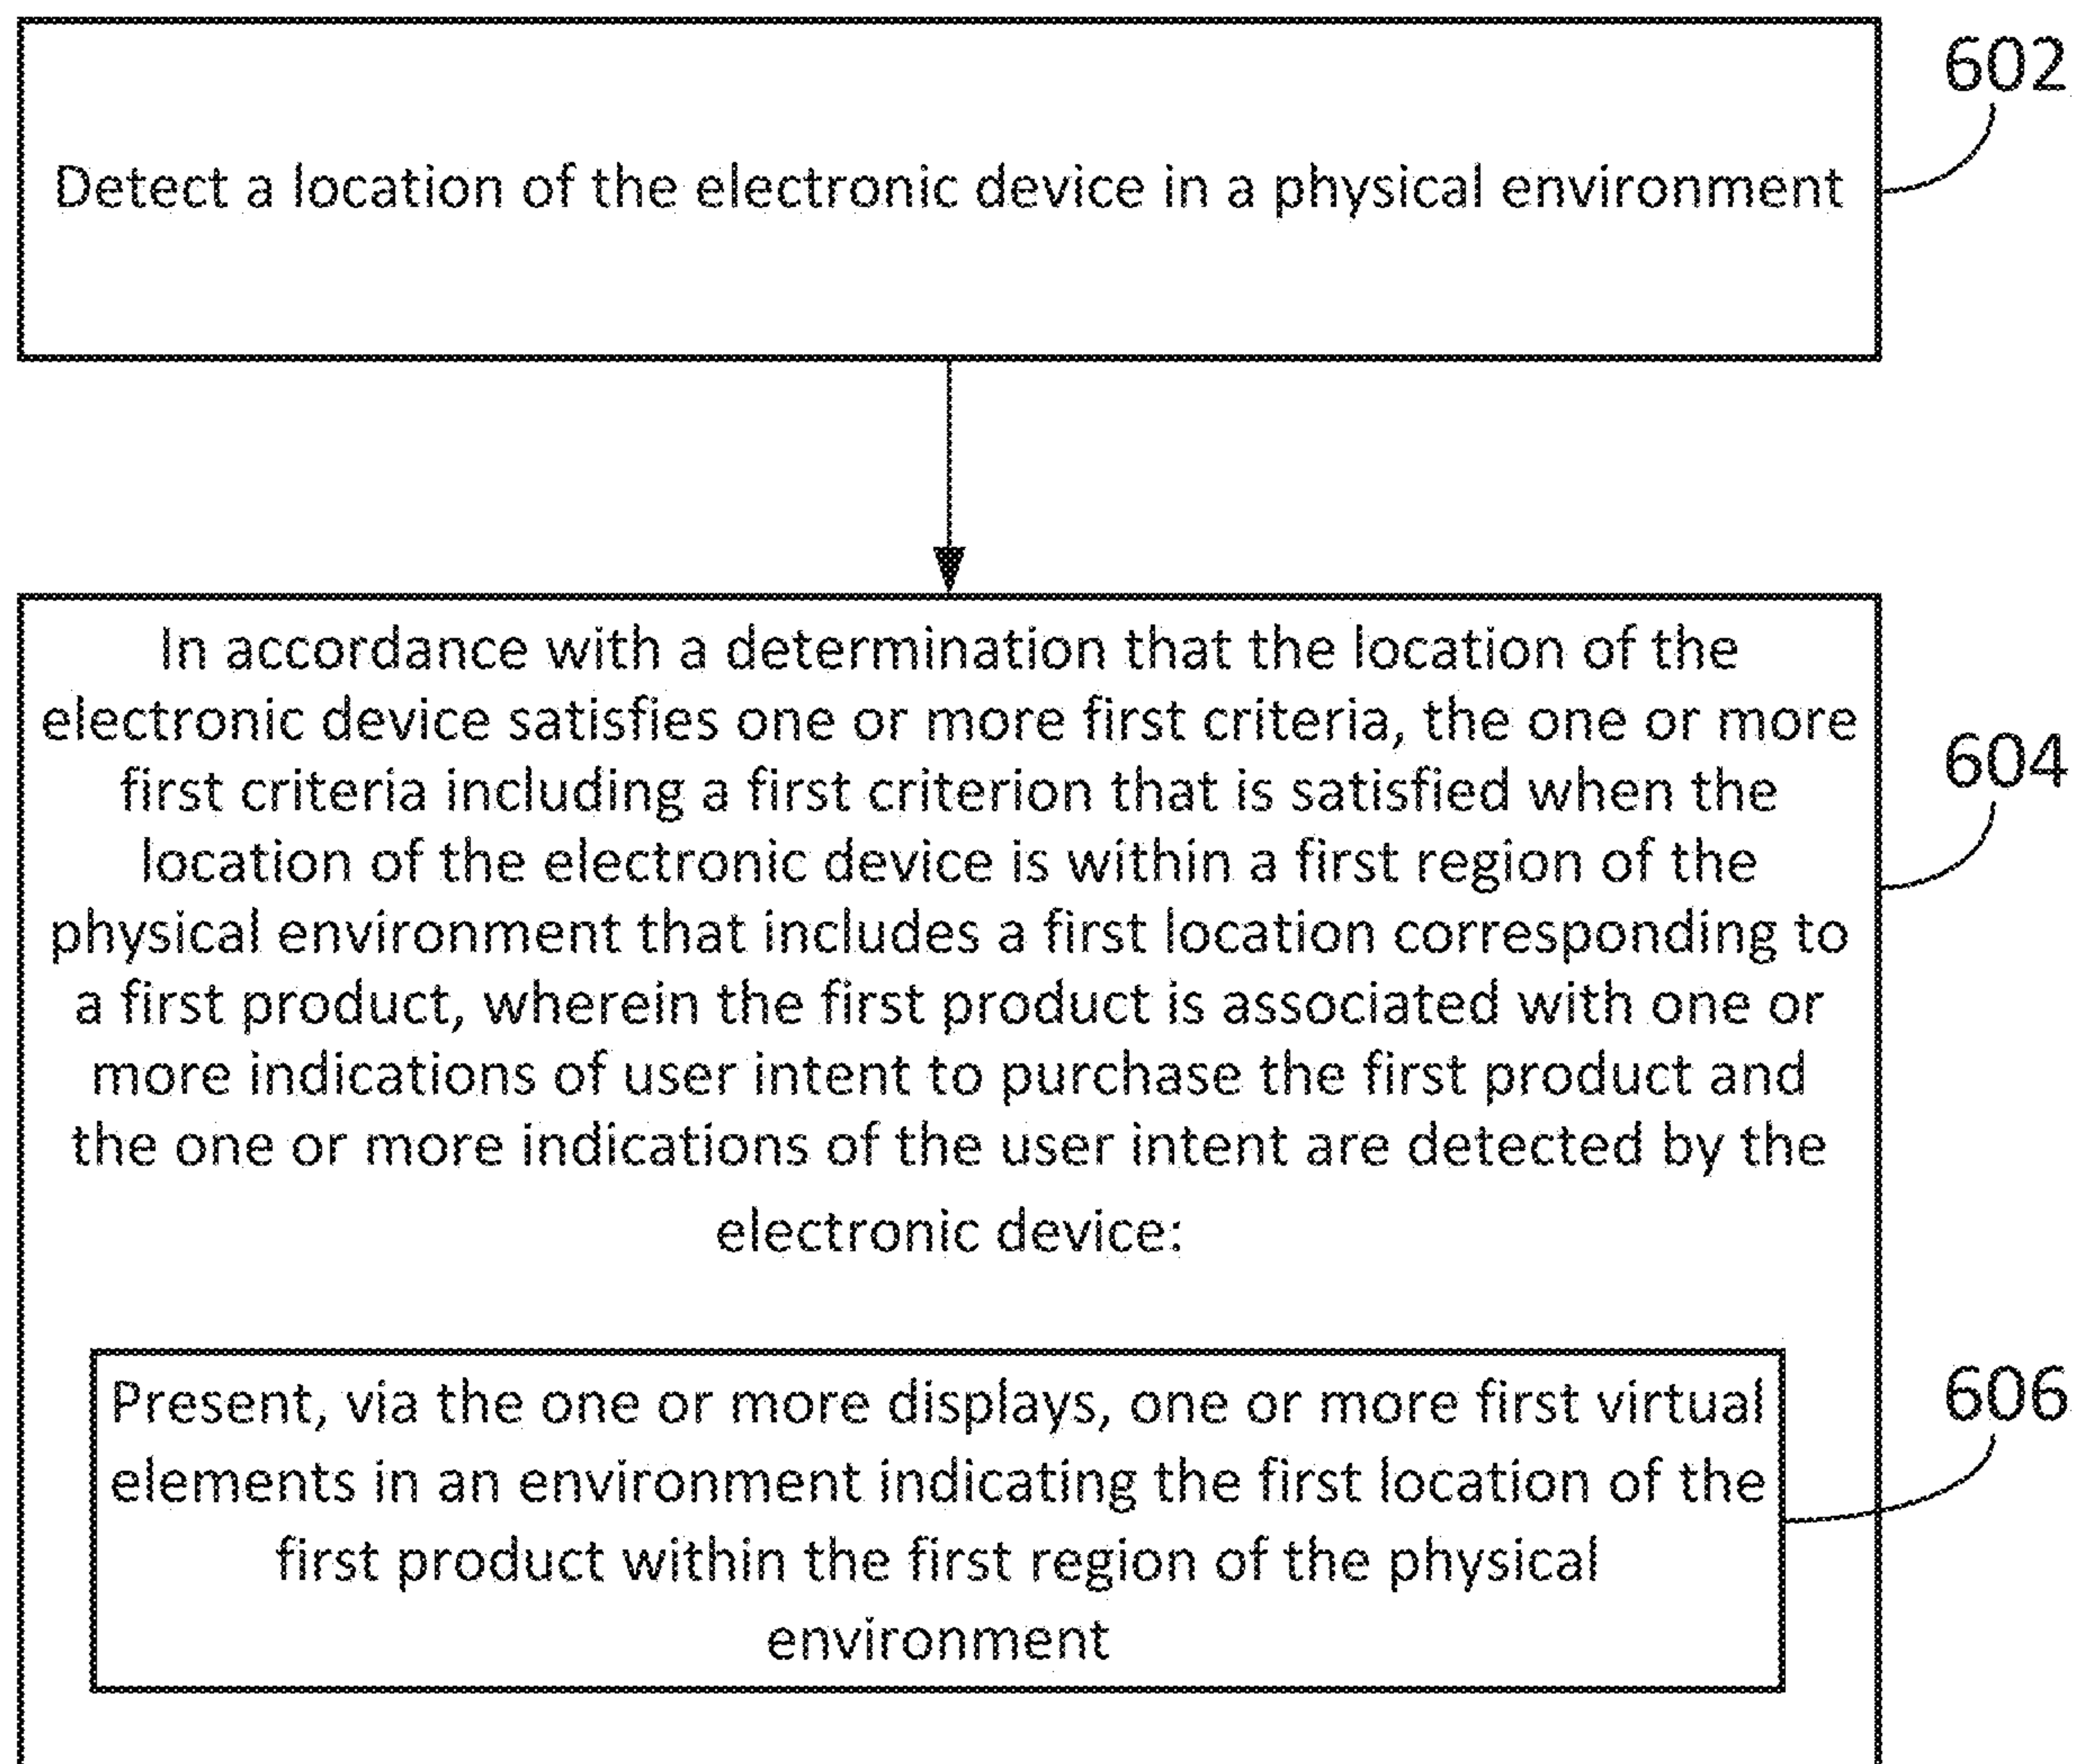 602
Detect a location of the electronic device in a physical environment
In accordance with a determination that the location of the
electronic device satisfies one or more first criteria, the one or more
first criteria including a first criterion that is satisfied when the
location of the electronic device is within a first region of the
physical environment that includes a first location corresponding to
a first product, wherein the first product is associated with one or
more indications of user intent to purchase the first product and
the one or more indications of the user intent are detected by the
electronic device:
604
Present, via the one or more displays, one or more first virtual
elements in an environment indicating the first location of the
first product within the first region of the physical
environment
606